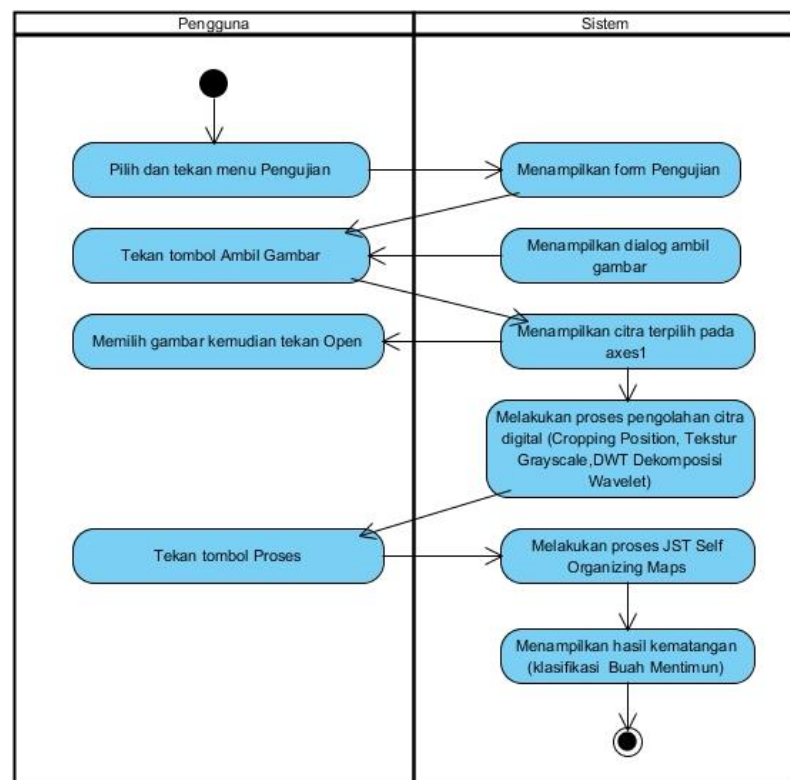 Pengguna
Sistem
Pilih dan tekan menu Pengujian
Menampilkan form Pengujian
Tekan tombol Ambil Gambar
Menampilkan dialog ambil
gambar
Memilih gambar kemudian tekan Open
Menampilkan citra terpilih pada
axes1
Melakukan proses pengolahan citra
digital (Cropping Position, Tekstur
Grayscale,DWT Dekomposisi
Wavelet)
Tekan tombol Proses
Melakukan proses JST Self
Organizing Maps
Menampilkan hasil kematangan
(klasifikasi Buah Mentimun)